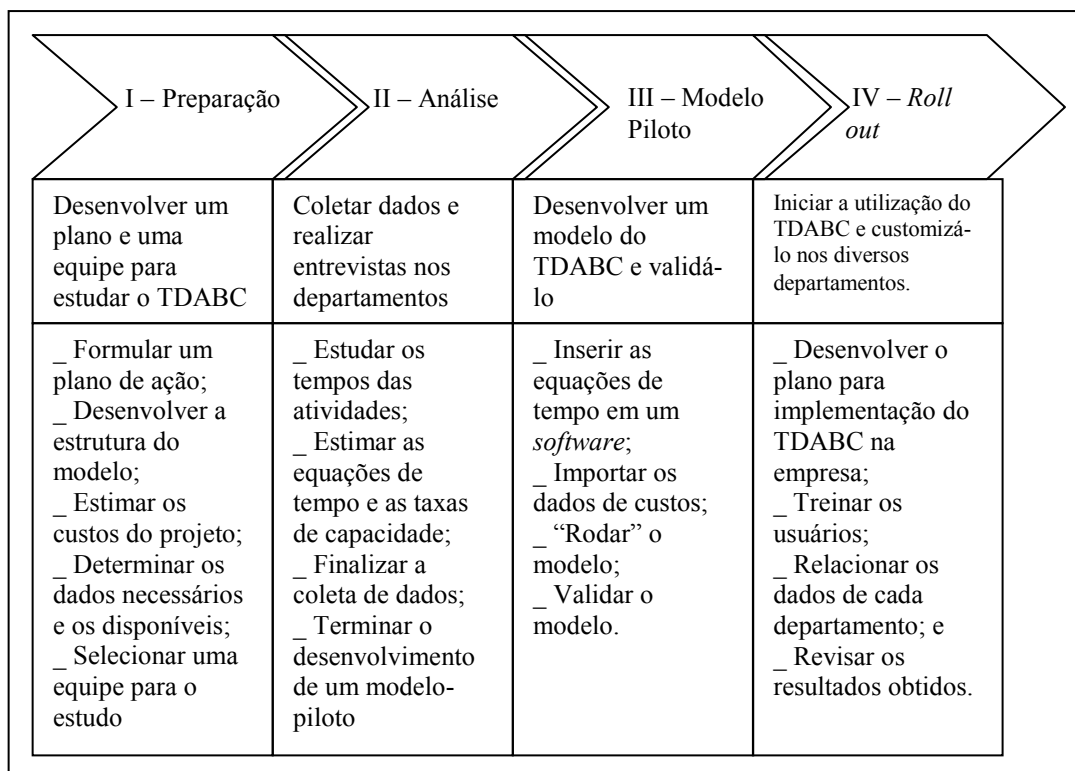 I – Preparação
II – Análise
III – Modelo
Piloto
IV – Roll
out
Desenvolver um
plano e uma
equipe para
estudar o TDABC
Coletar dados e
realizar
entrevistas nos
departamentos
Desenvolver um
modelo do
TDABC e validá-
lo
Iniciar a utilização do
TDABC e customizá-
lo nos diversos
departamentos.
_ Formular um
plano de ação;
_ Desenvolver a
estrutura do
modelo;
_ Estimar os
custos do projeto;
_ Determinar os
dados necessários
e os disponíveis;
_ Selecionar uma
equipe para o
estudo
_ Estudar os
tempos das
atividades;
_ Estimar as
equações de
tempo e as taxas
de capacidade;
_ Finalizar a
coleta de dados;
_ Terminar o
desenvolvimento
de um modelo-
piloto
_ Inserir as
equações de
tempo em um
software;
_ Importar os
dados de custos;
_ “Rodar” o
modelo;
_ Validar o
modelo.
_ Desenvolver o
plano para
implementação do
TDABC na
empresa;
_ Treinar os
usuários;
_ Relacionar os
dados de cada
departamento; e
_ Revisar os
resultados obtidos.